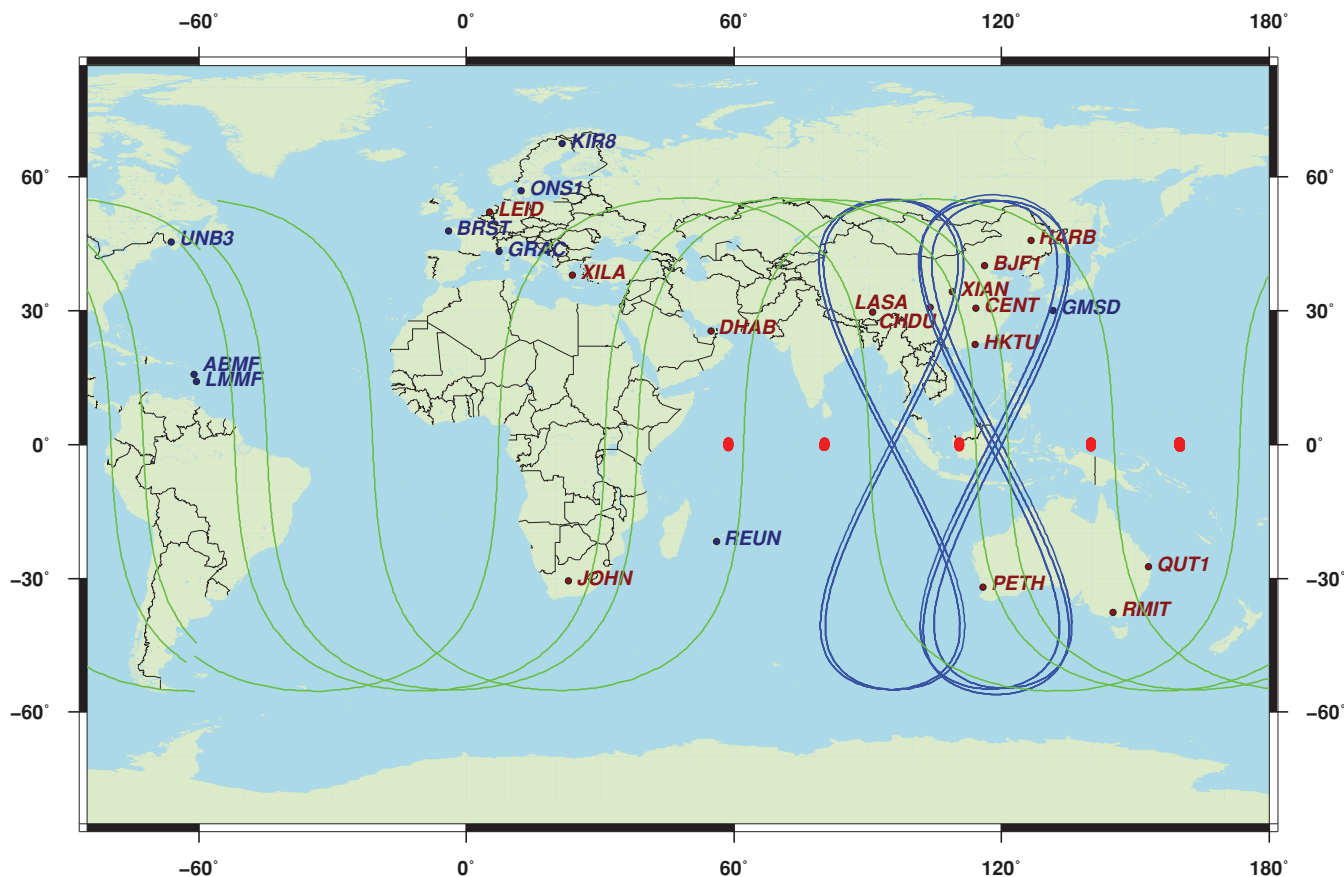 −60° 0° 60° 120° 180°
KIR8
60° 60°
ONS1
LEID
BRST
UNB3
HARB
GRAC
BJF1
XILA
XIAN
LASA
CENT
30° GMSD 30°
CHDU
DHAB
HKTU
ABMF
LMMF
0° 0°
REUN
QUT1
−30° JOHN PETH −30°
RMIT
−60° −60°
−60° 0° 60° 120° 180°